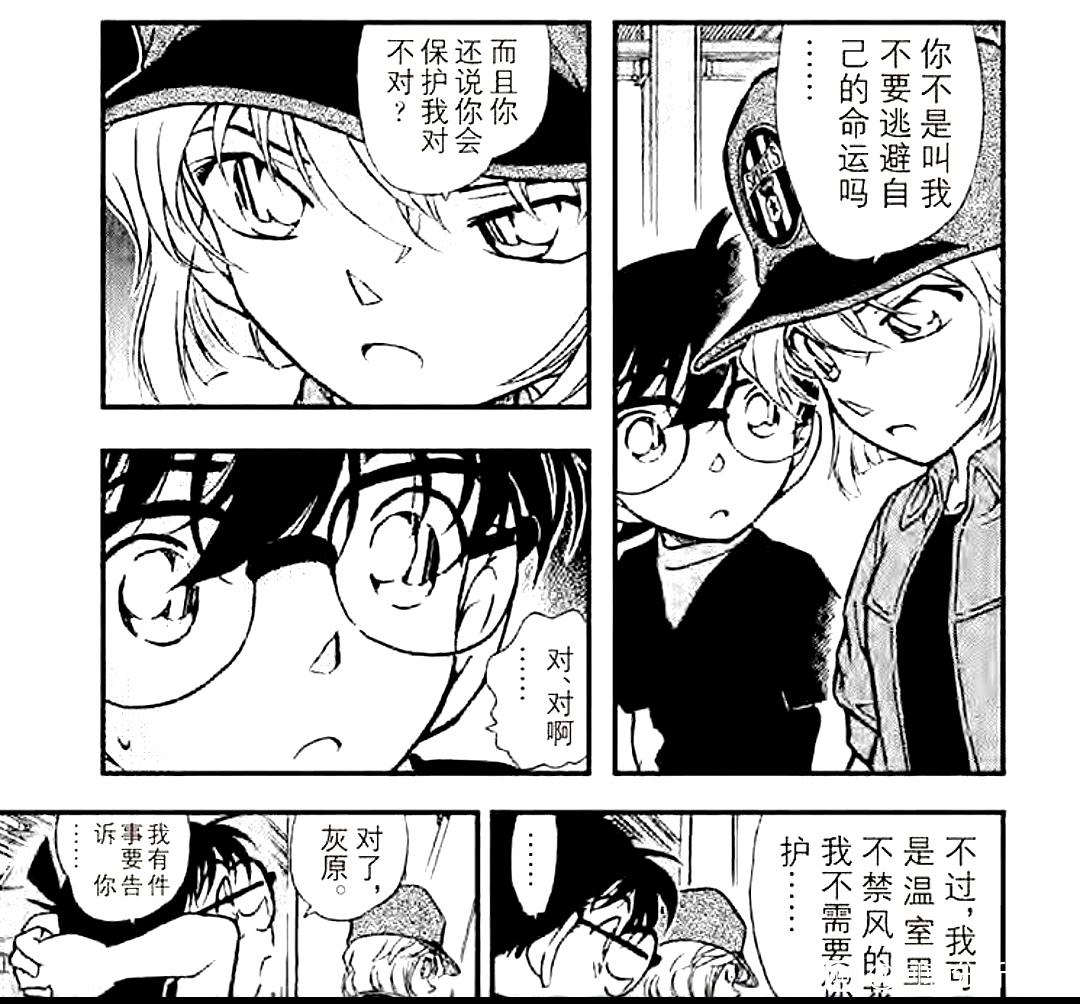 你不是叫我
不要逃避自
己的命运吗
……
而且你
还说你会
保护我对
不对？
对、对啊
……
不过，我可
是温室里
不禁风的
我不需要
护……
……
对了，
灰原。
我有件
事要告
诉 你
……